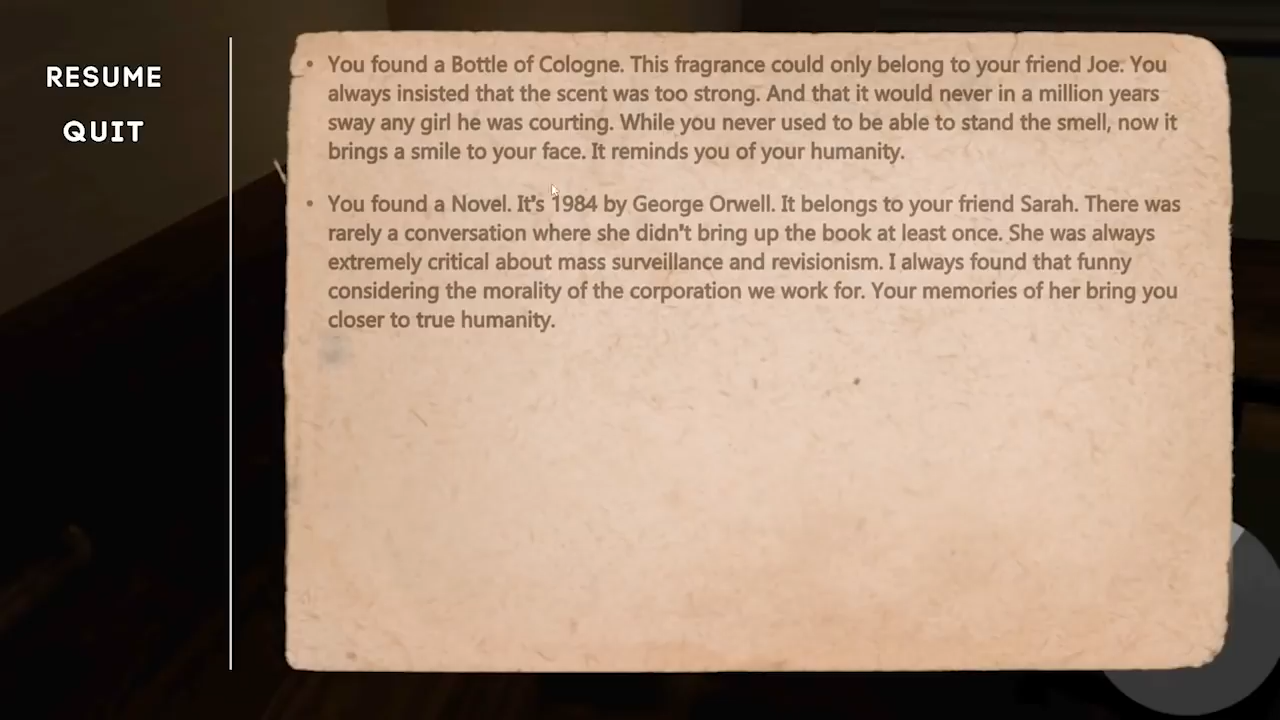 RESUME
QUIT
• You found a Bottle of Cologne. This fragrance could only belong to your friend Joe. You
always insisted that the scent was too strong. And that it would never in a million years
sway any girl he was courting. While you never used to be able to stand the smell, now it
brings a smile to your face. It reminds you of your humanity.
• You found a Novel. It's 1984 by George Orwell. It belongs to your friend Sarah. There was
rarely a conversation where she didn't bring up the book at least once. She was always
extremely critical about mass surveillance and revisionism. I always found that funny
considering the morality of the corporation we work for. Your memories of her bring you
closer to true humanity.